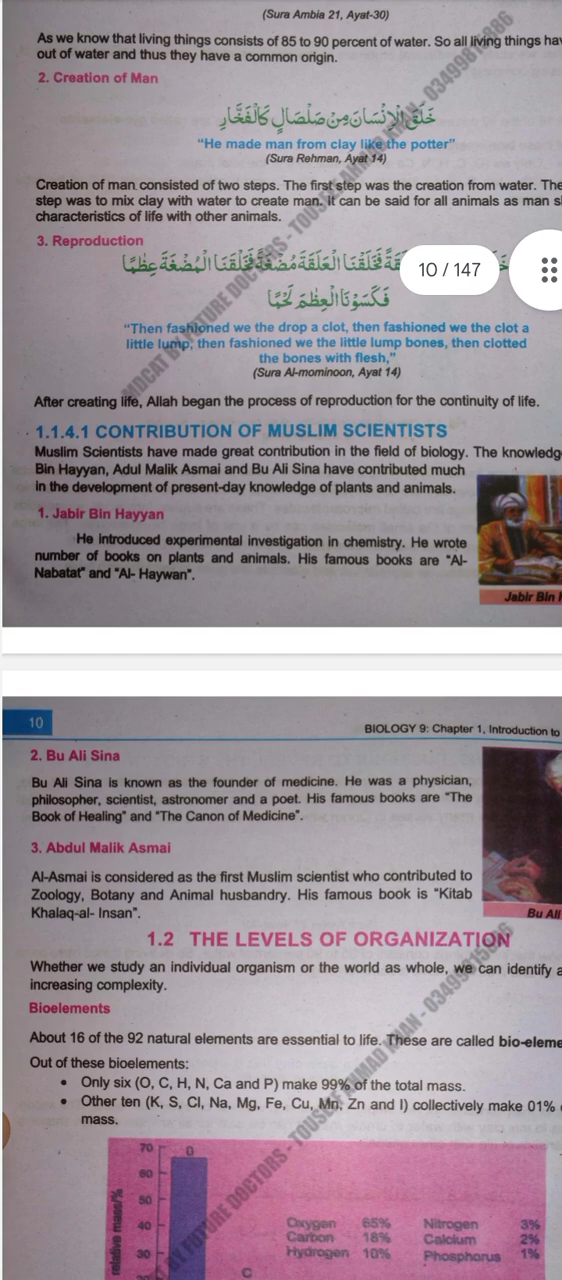 (Sura Ambia 21, Ayat-30)
As we know that living things consists of 85 to 90 percent of water. So all living things hav
out of water and thus they have a common origin.
2. Creation of Man
خَلَقَ الْاِنْسَانَ مِنْ صَلْصَالٍ كَالْفَخَّارِ
“He made man from clay like the potter”
(Sura Rehman, Ayat 14)
Creation of man consisted of two steps. The first step was the creation from water. The
step was to mix clay with water to create man. It can be said for all animals as man s
characteristics of life with other animals.
3. Reproduction
فَخَلَقْنَا الْعَلَقَةَ مُضْغَةً فَخَلَقْنَا الْمُضْغَةَ عِظٰمًا
فَكَسَوْنَا الْعِظٰمَ لَحْمًا
10 / 147
“Then fashioned we the drop a clot, then fashioned we the clot a
little lump, then fashioned we the little lump bones, then clotted
the bones with flesh,”
(Sura Al-mominoon, Ayat 14)
After creating life, Allah began the process of reproduction for the continuity of life.
1.1.4.1 CONTRIBUTION OF MUSLIM SCIENTISTS
Muslim Scientists have made great contribution in the field of biology. The knowledg
Bin Hayyan, Adul Malik Asmai and Bu Ali Sina have contributed much
in the development of present-day knowledge of plants and animals.
1. Jabir Bin Hayyan
He introduced experimental investigation in chemistry. He wrote
number of books on plants and animals. His famous books are "Al-
Nabatat" and "Al- Haywan".
Jabir Bin
10
BIOLOGY 9: Chapter 1, Introduction to
2. Bu Ali Sina
Bu Ali Sina is known as the founder of medicine. He was a physician,
philosopher, scientist, astronomer and a poet. His famous books are "The
Book of Healing" and "The Canon of Medicine".
3. Abdul Malik Asmai
Al-Asmai is considered as the first Muslim scientist who contributed to
Zoology, Botany and Animal husbandry. His famous book is "Kitab
Khalaq-al- Insan".
Bu Ali
1.2 THE LEVELS OF ORGANIZATION
Whether we study an individual organism or the world as whole, we can identify a
increasing complexity.
Bioelements
About 16 of the 92 natural elements are essential to life. These are called bio-eleme
Out of these bioelements:
• Only six (O, C, H, N, Ca and P) make 99% of the total mass.
• Other ten (K, S, Cl, Na, Mg, Fe, Cu, Mn, Zn and I) collectively make 01%
mass.
70
O
60
50
40
30
relative mass/%
C
Oxygen 65% Nitrogen 3%
Carbon 18% Calcium 2%
Hydrogen 10% Phosphorus 1%